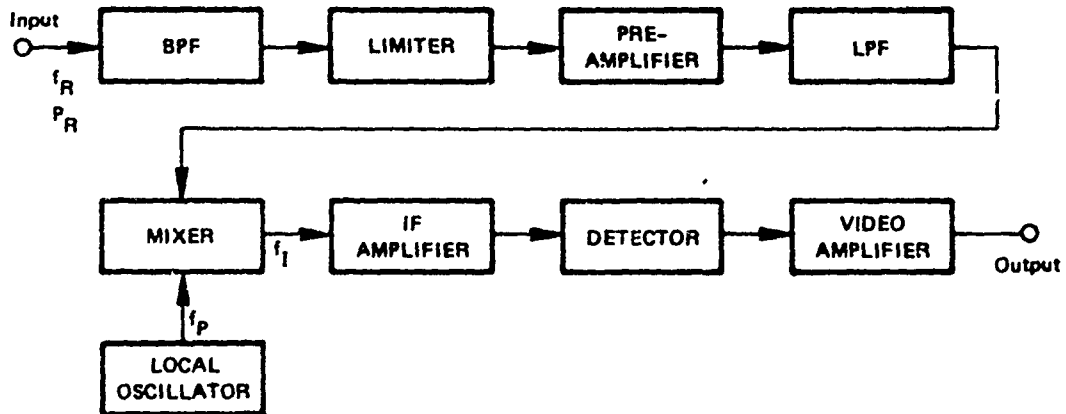 Input
BPF
LIMITER
PRE-
AMPLIFIER
LPF
f_R
P_R
MIXER
f_I
IF
AMPLIFIER
DETECTOR
VIDEO
AMPLIFIER
Output
f_P
LOCAL
OSCILLATOR